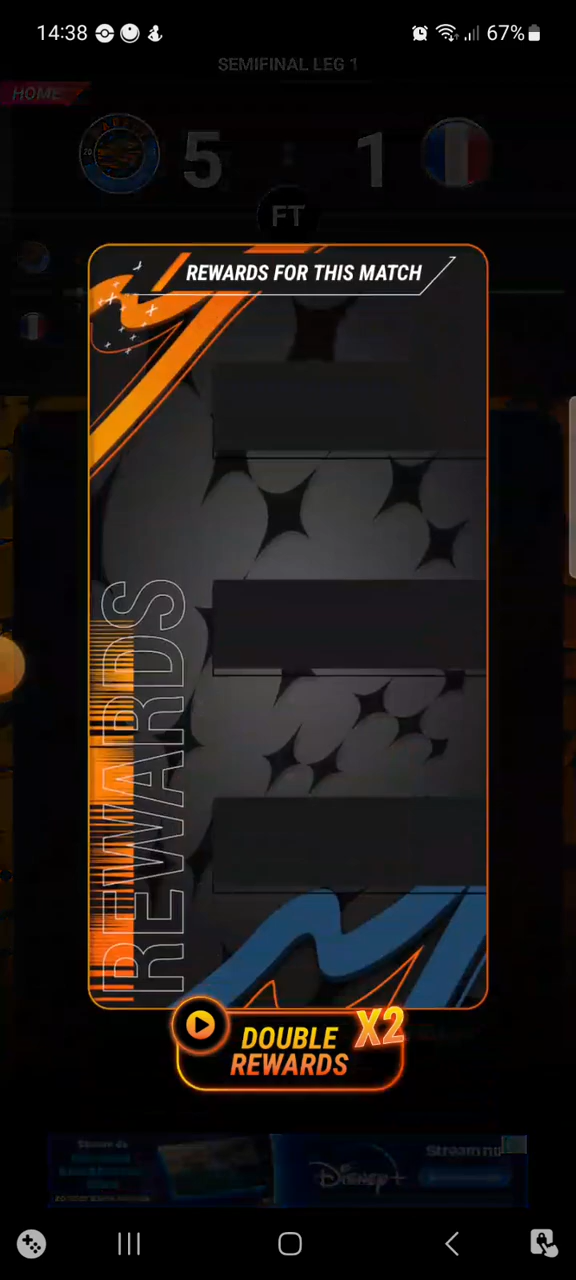 14:38
67%
SEMIFINAL LEG 1
HOME
5
1
FT
REWARDS FOR THIS MATCH
REWARDS
DOUBLE
REWARDS
X2
Disney+